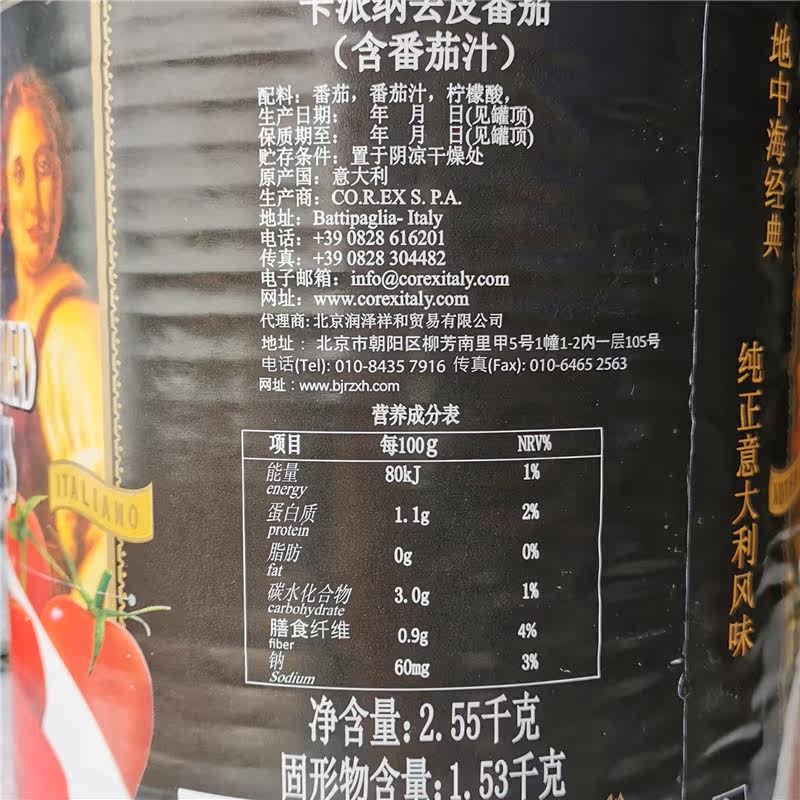 卡派纳去皮番茄
（含番茄汁）
配料：番茄，番茄汁，柠檬酸，
生产日期： 年 月 日(见罐顶)
保质期至： 年 月 日(见罐顶)
贮存条件：置于阴凉干燥处
原产国：意大利
生产商：CO.REX S. P.A.
地址：Battipaglia- Italy
电话：+39 0828 616201
传真：+39 0828 304482
电子邮箱：info@corexitaly.com
网址：www.corexitaly.com
代理商:北京润泽祥和贸易有限公司
地址： 北京市朝阳区柳芳南里甲5号1幢1-2内一层105号
电话(Tel): 010-8435 7916 传真(Fax): 010-6465 2563
网址：www.bjrzxh.com
营养成分表
项目 每100g NRV%
能量 80kJ 1%
energy
蛋白质 1.1g 2%
protein
脂肪 0g 0%
fat
碳水化合物 3.0g 1%
carbohydrate
膳食纤维 0.9g 4%
fiber
钠 60mg 3%
Sodium
净含量:2.55千克
固形物含量:1.53千克
ITALIANO
地中海经典
纯正意大利风味